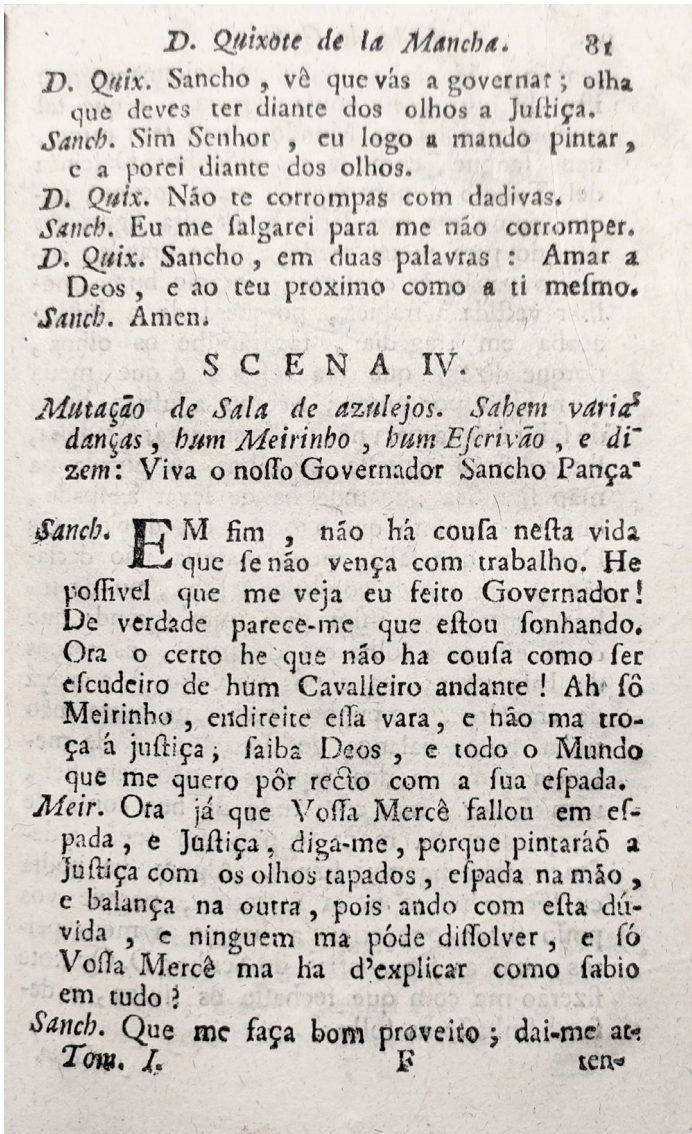 D. Quixote de la Mancha. 81
D. Quix. Sancho, vê que vás a governar; olha
que deves ter diante dos olhos a Juſtiça.
Sanch. Sim Senhor, eu logo a mando pintar,
e a porei diante dos olhos.
D. Quix. Não te corrompas com dadivas.
Sanch. Eu me ſalgarei para me não corromper.
D. Quix. Sancho, em duas palavras: Amar a
Deos, e ao teu proximo como a ti meſmo.
Sanch. Amen.
SCENA IV.
Mutação de Sala de azulejos. Sahem varias
danças, hum Meirinho, hum Eſcrivão, e di-
zem: Viva o noſſo Governador Sancho Pança.
Sanch. EM fim, não há couſa neſta vida
que ſe não vença com trabalho. He
poſſivel que me veja eu feito Governador!
De verdade parece-me que eſtou ſonhando.
Ora o certo he que não ha couſa como ſer
eſcudeiro de hum Cavalleiro andante! Ah ſô
Meirinho, endireite eſſa vara, e não ma tro-
ça á juſtiça; ſaiba Deos, e todo o Mundo
que me quero pôr recto com a ſua eſpada.
Meir. Ora já que Voſſa Mercê fallou em eſ-
pada, e Juſtiça, diga-me, porque pintaráõ a
Juſtiça com os olhos tapados, eſpada na mão,
e balança na outra, pois ando com eſta dú-
vida, e ninguem ma póde diſſolver, e ſó
Voſſa Mercê ma ha d'explicar como ſabio
em tudo?
Sanch. Que me faça bom proveito; dai-me at-
Tom. I. F ten-